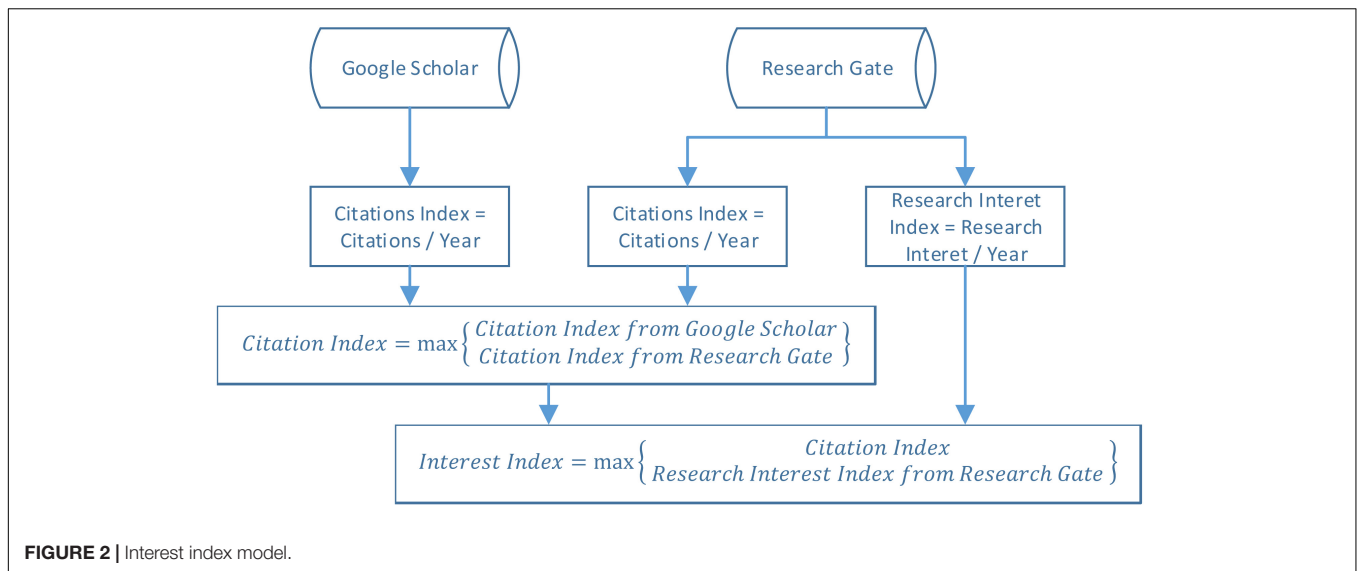 Google Scholar
Research Gate
Citations Index =
Citations / Year
Citations Index =
Citations / Year
Research Interet
Index = Research
Interet / Year
Citation Index = max{Citation Index from Google Scholar
Citation Index from Research Gate}
Interest Index = max{Citation Index
Research Interest Index from Research Gate}
FIGURE 2 | Interest index model.